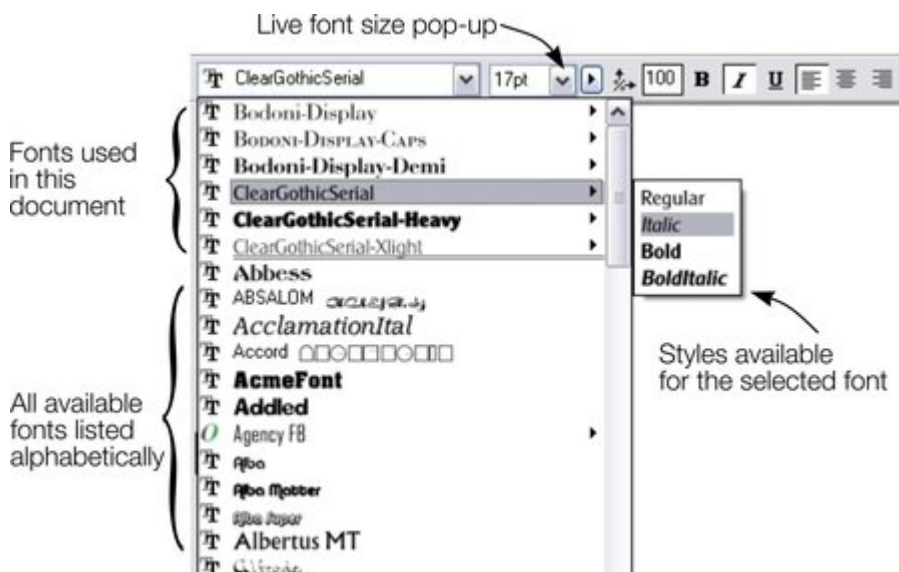 Live font size pop-up
ClearGothicSerial 17pt 100 B I U
Fonts used
in this
document
Bodoni-Display
BODONI-DISPLAY-CAPS
Bodoni-Display-Demi
ClearGothicSerial
ClearGothicSerial-Heavy
ClearGothicSerial-Xlight
Regular
Italic
Bold
BoldItalic
Styles available
for the selected font
All available
fonts listed
alphabetically
Abbess
ABSALOM
AcclamationItal
Accord
AcmeFont
Addled
Agency FB
Alba
Alba Matter
Alba Super
Albertus MT